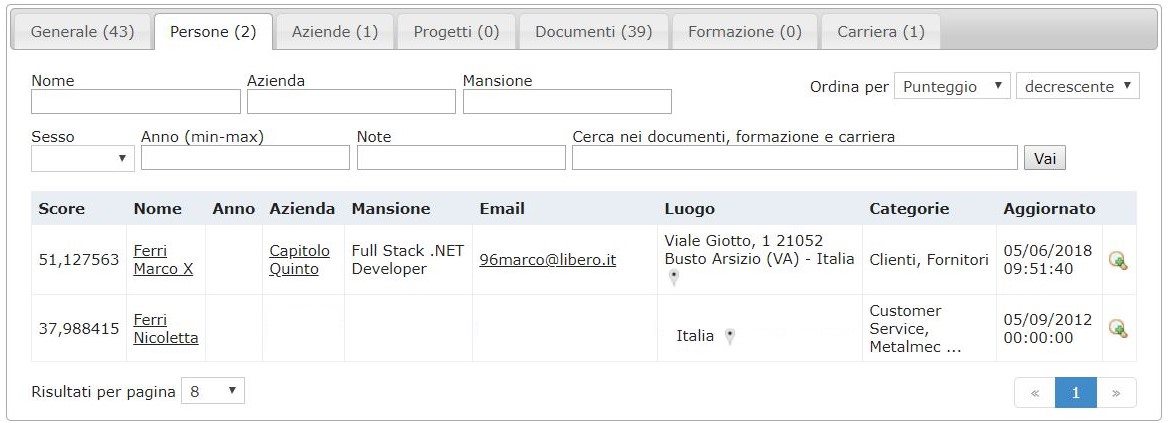 Generale (43) Persone (2) Aziende (1) Progetti (0) Documenti (39) Formazione (0) Carriera (1)
Nome Azienda Mansione
Ordina per Punteggio decrescente
Sesso Anno (min-max) Note Cerca nei documenti, formazione e carriera
Vai
Score Nome Anno Azienda Mansione Email Luogo Categorie Aggiornato
51,127563
Ferri
Marco X
Capitolo
Quinto
Full Stack .NET
Developer
96marco@libero.it
Viale Giotto, 1 21052
Busto Arsizio (VA) - Italia
Clienti, Fornitori
05/06/2018
09:51:40
37,988415
Ferri
Nicoletta
Italia
Customer
Service,
Metalmec ...
05/09/2012
00:00:00
Risultati per pagina 8
« 1 »